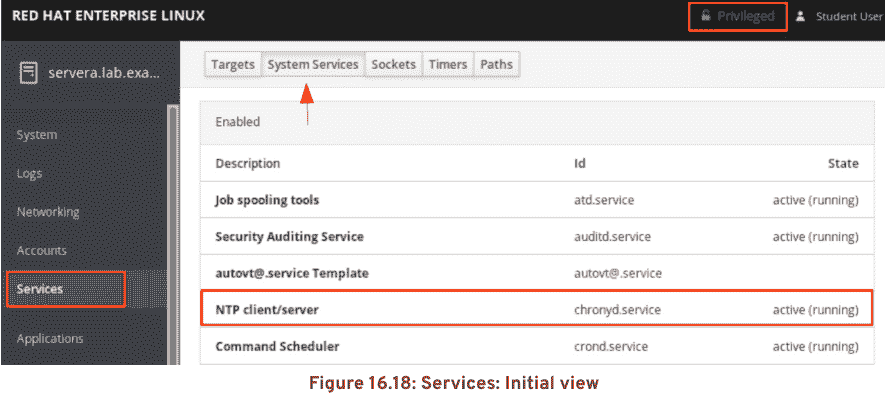 RED HAT ENTERPRISE LINUX Privileged Student User
servera.lab.exa...
Targets System Services Sockets Timers Paths
System
Logs
Networking
Accounts
Services
Applications
Enabled
Description Id State
Job spooling tools atd.service active (running)
Security Auditing Service auditd.service active (running)
autovt@.service Template autovt@.service
NTP client/server chronyd.service active (running)
Command Scheduler crond.service active (running)
Figure 16.18: Services: Initial view